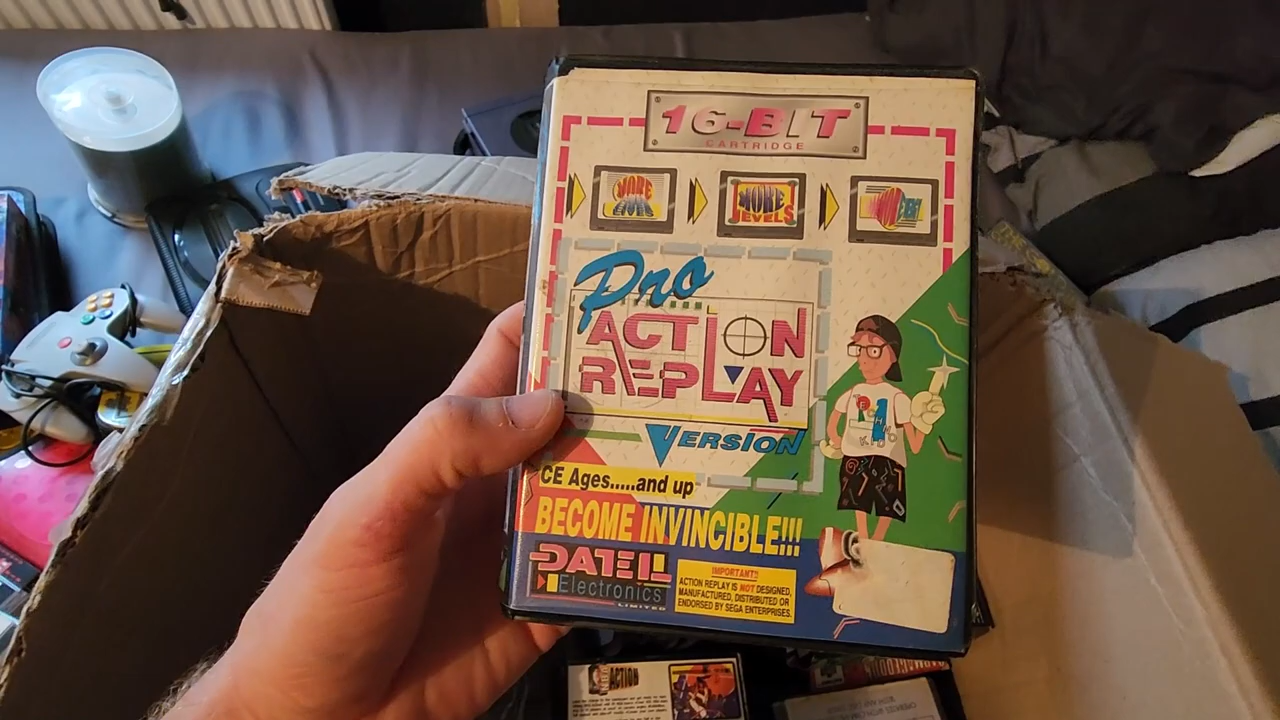 16-BIT
CARTRIDGE
MORE
MORE
LEVELS
Pro
ACTION
REPLAY
VERSION
CE Ages.....and up
BECOME INVINCIBLE!!!
DATEL
Electronics
LIMITED
IMPORTANT!!
ACTION REPLAY IS NOT DESIGNED,
MANUFACTURED, DISTRIBUTED OR
ENDORSED BY SEGA ENTERPRISES.
ACTION